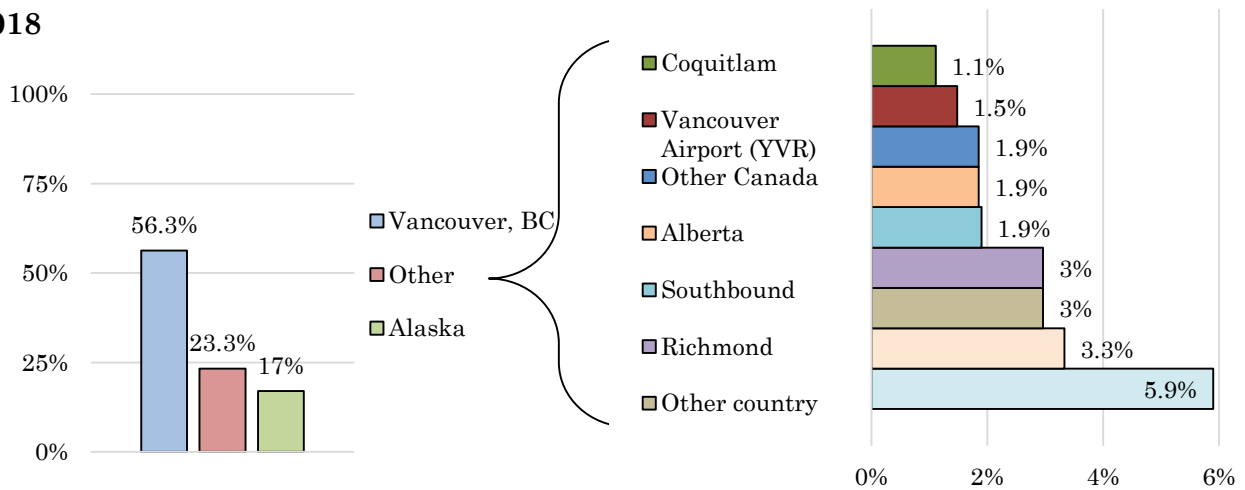 018
100%
75%
50%
25%
0%
56.3%
23.3%
17%
Vancouver, BC
Other
Alaska
Coquitlam
Vancouver
Airport (YVR)
Other Canada
Alberta
Southbound
Richmond
Other country
1.1%
1.5%
1.9%
1.9%
1.9%
3%
3%
3.3%
5.9%
0%
2%
4%
6%